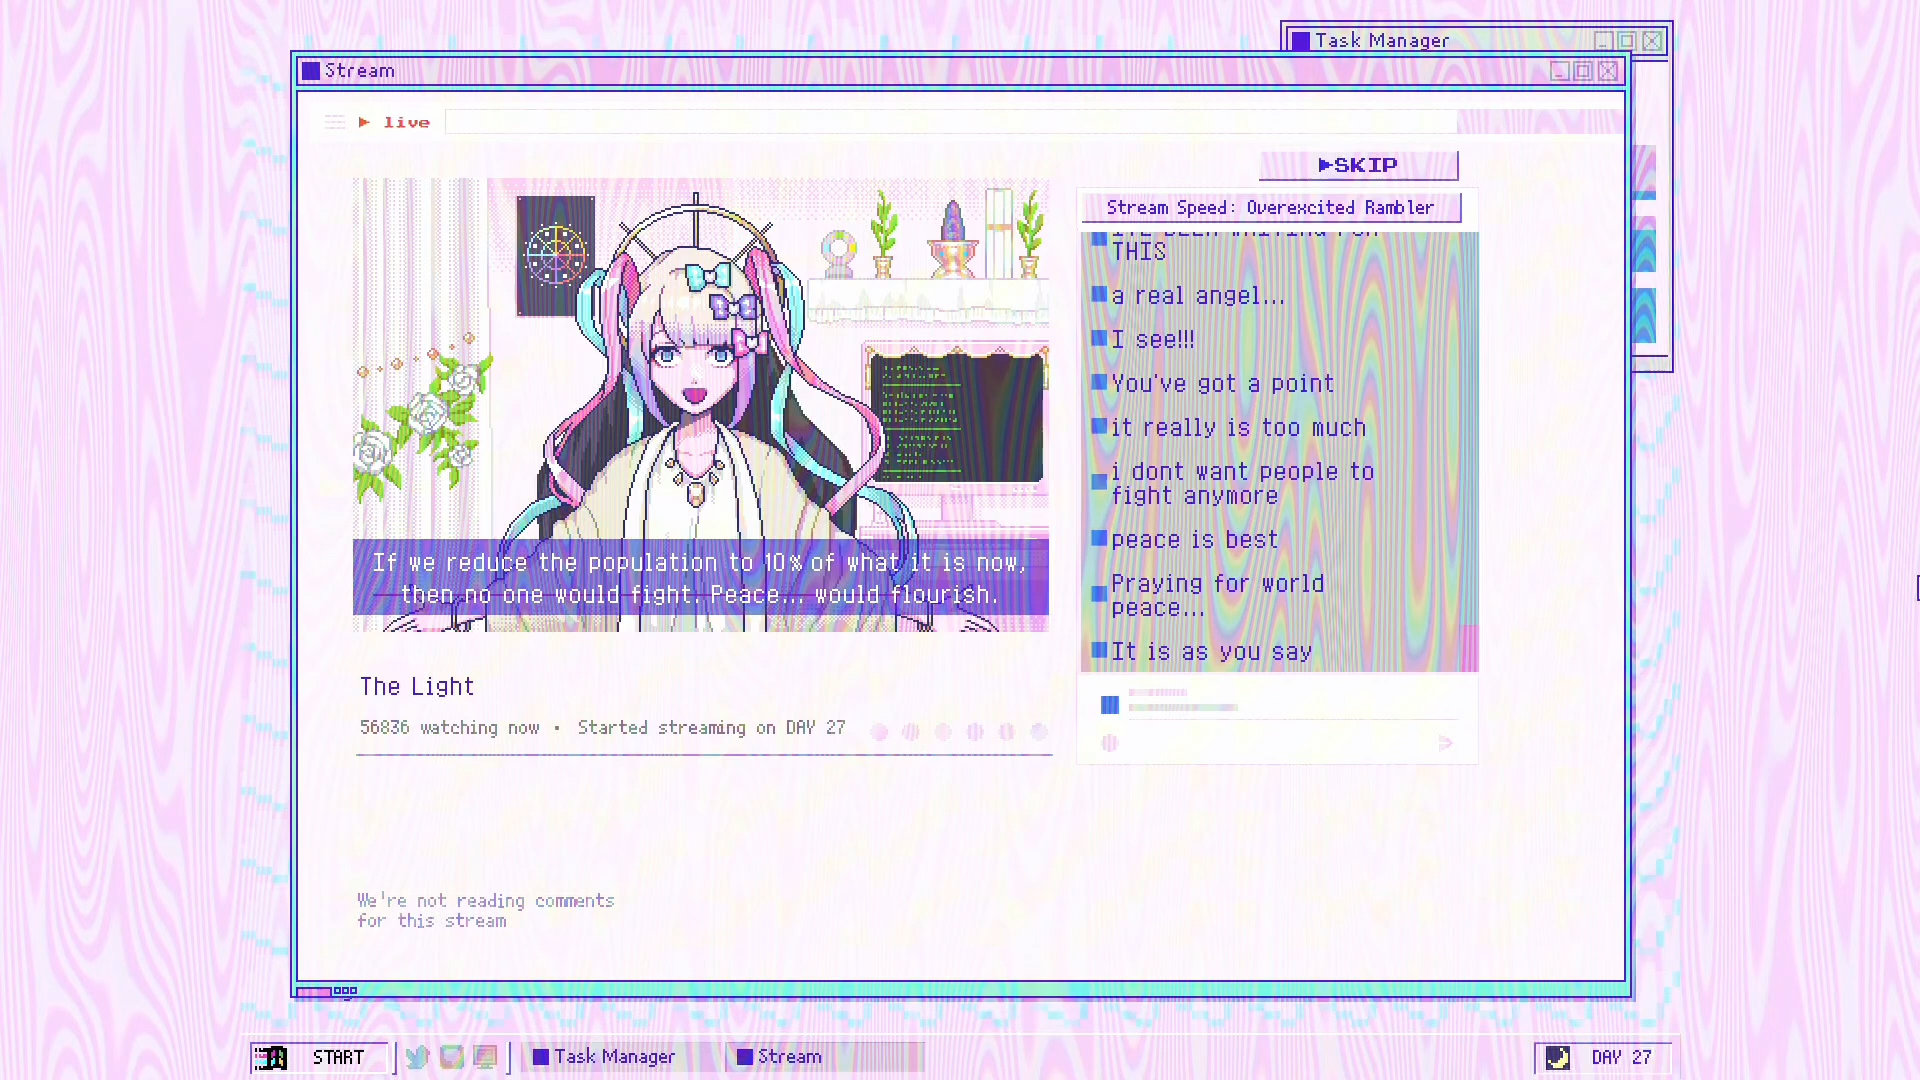 Task Manager
Stream
live
▶SKIP
Stream Speed: Overexcited Rambler
THIS
a real angel...
I see!!!
You've got a point
it really is too much
i dont want people to
fight anymore
peace is best
Praying for world
peace...
It is as you say
If we reduce the population to 10% of what it is now,
then no one would fight. Peace... would flourish.
The Light
56836 watching now • Started streaming on DAY 27
We're not reading comments
for this stream
START
Task Manager
Stream
DAY 27